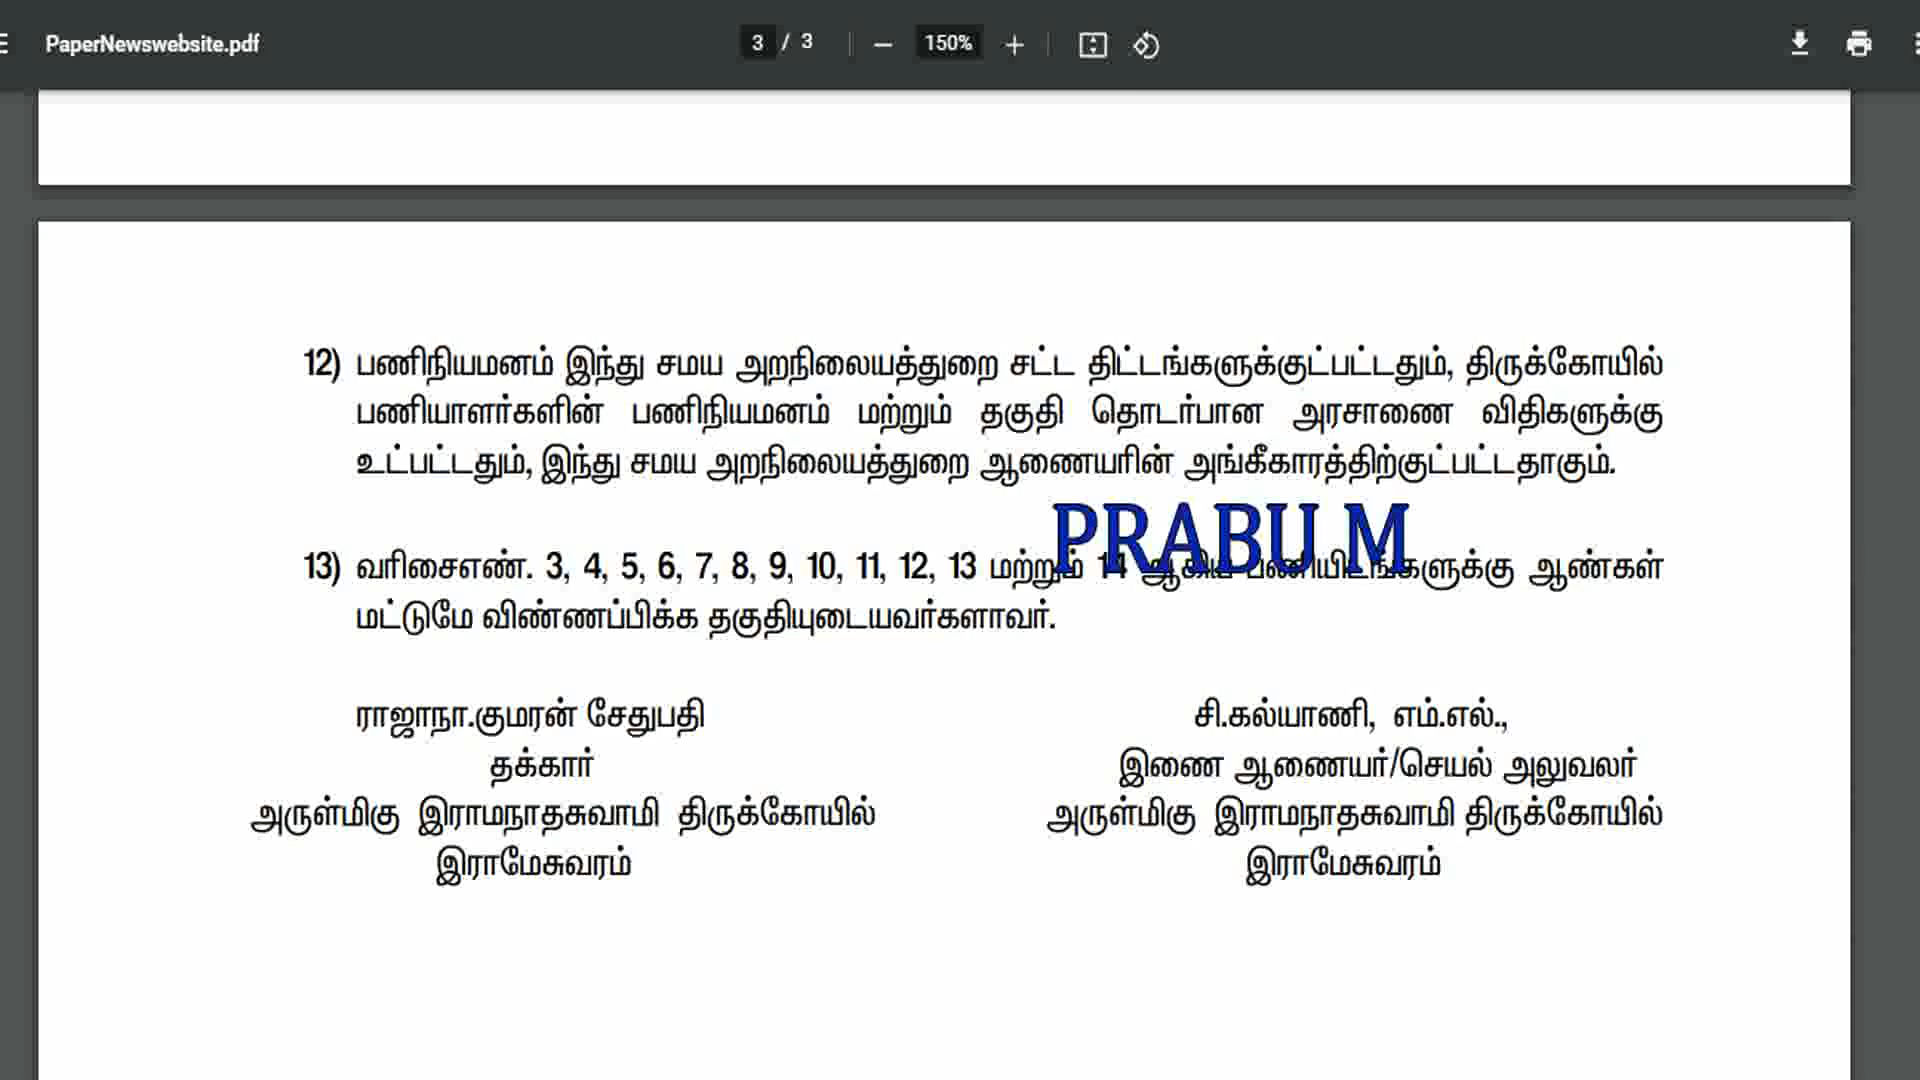 PaperNewswebsite.pdf
3 / 3
150%
12) பணிநியமனம் இந்து சமய அறநிலையத்துறை சட்ட திட்டங்களுக்குட்பட்டதும், திருக்கோயில்
பணியாளர்களின் பணிநியமனம் மற்றும் தகுதி தொடர்பான அரசாணை விதிகளுக்கு
உட்பட்டதும், இந்து சமய அறநிலையத்துறை ஆணையரின் அங்கீகாரத்திற்குட்பட்டதாகும்.
PRABU M
13) வரிசைஎண். 3, 4, 5, 6, 7, 8, 9, 10, 11, 12, 13 மற்றும் 14 ஆகிய பணியிடங்களுக்கு ஆண்கள்
மட்டுமே விண்ணப்பிக்க தகுதியுடையவர்களாவர்.
ராஜாநா.குமரன் சேதுபதி
தக்கார்
அருள்மிகு இராமநாதசுவாமி திருக்கோயில்
இராமேசுவரம்
சி.கல்யாணி, எம்.எல்.,
இணை ஆணையர்/செயல் அலுவலர்
அருள்மிகு இராமநாதசுவாமி திருக்கோயில்
இராமேசுவரம்